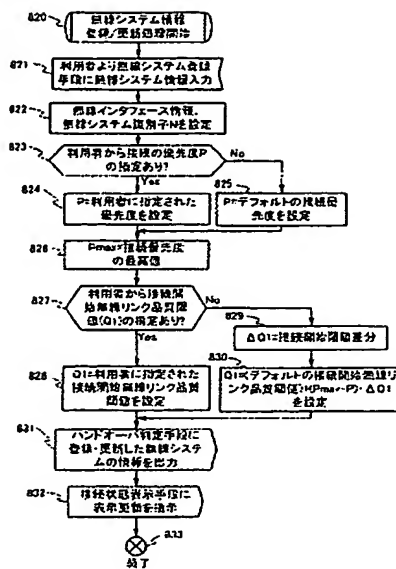 820
無線システム情報
登録/更新処理開始
821
利用者より無線システム登録
手段に無線システム情報入力
822
無線インタフェース情報、
無線システム識別子Nを設定
823
利用者から接続の優先度P
の指定あり?
No
Yes
824
P=利用者に指定された
優先度を設定
825
P=デフォルトの接続優
先度を設定
826
Pmax=接続優先度
の最高値
827
利用者から接続開
始無線リンク品質閾
値(Q1)の指定あり?
No
Yes
829
ΔQ1=接続開始閾値差分
828
Q1=利用者に指定された
接続開始無線リンク品質
閾値を設定
830
Q1=(デフォルトの接続開始無線リ
ンク品質閾値)+(Pmax-P)・ΔQ1
を設定
831
ハンドオーバ判定手段に
登録・更新した無線システ
ムの情報を出力
832
接続状態表示手段に
表示更新を指示
833
終了